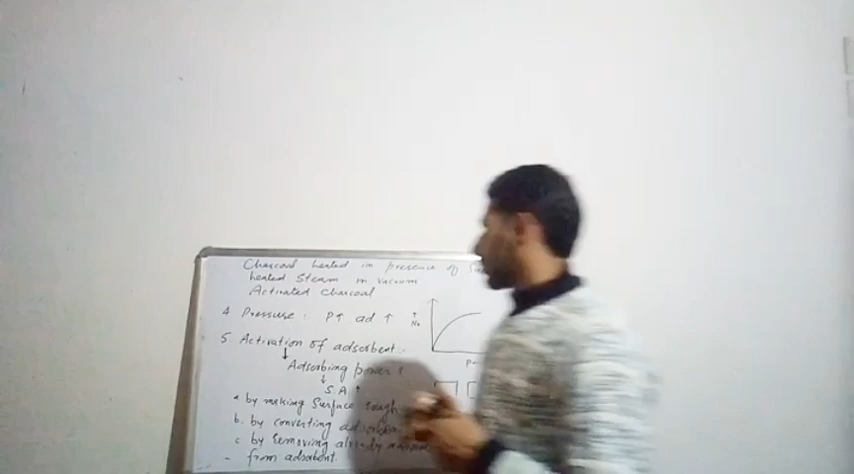 Charcoal heated in presence of
heated Steam in vacuum
Activated Charcoal
4 Pressure : P↑ ad ↑
↑
No
5. Activation of adsorbent :
↓
P→
Adsorbing power ↑
↓
S.A ↑
a by making Surface rough
b. by converting
c by removing already
from adsorbent.